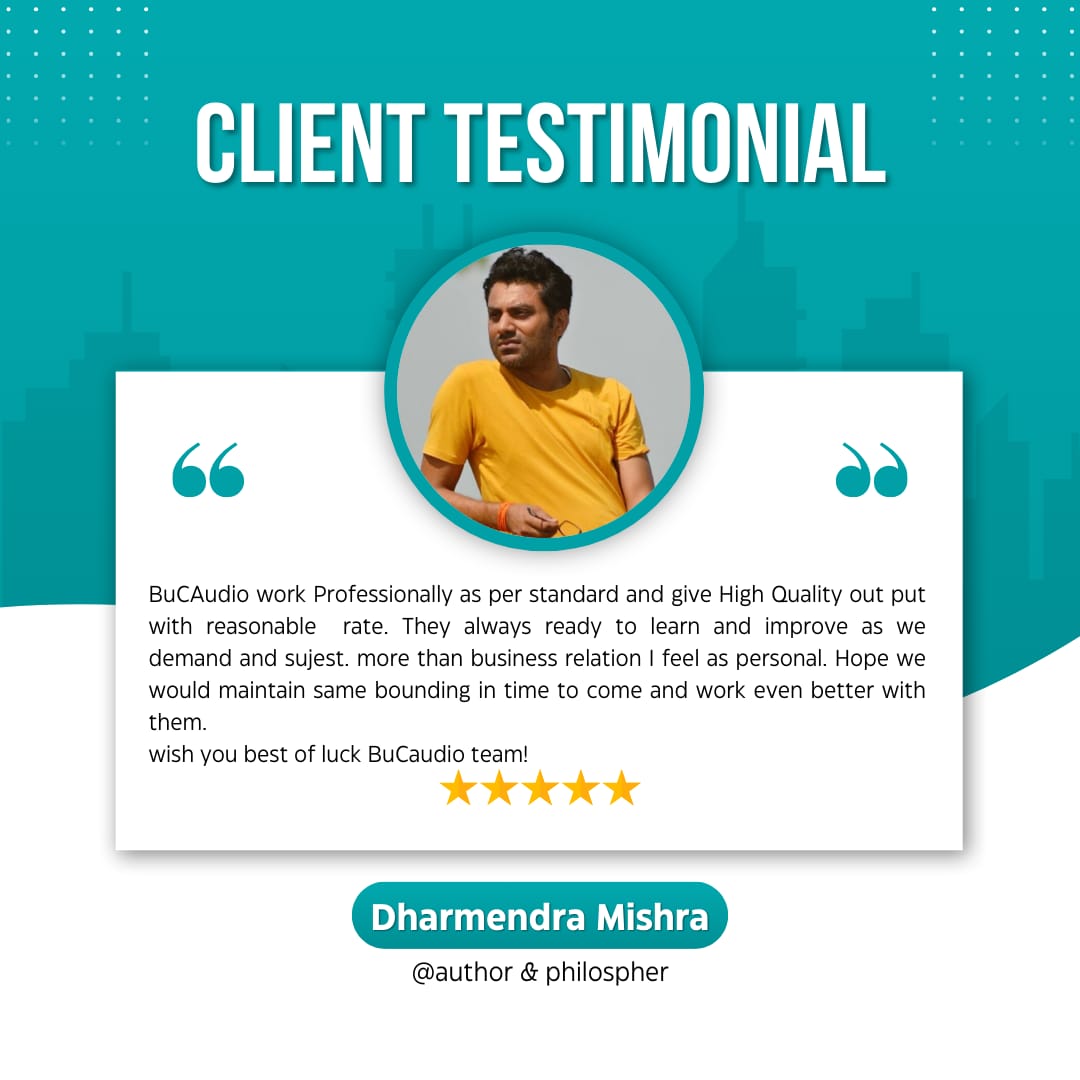 CLIENT TESTIMONIAL
“
”
BuCAudio work Professionally as per standard and give High Quality out put
with reasonable  rate. They always ready to learn and improve as we
demand and sujest. more than business relation I feel as personal. Hope we
would maintain same bounding in time to come and work even better with
them.
wish you best of luck BuCaudio team!
Dharmendra Mishra
@author & philospher